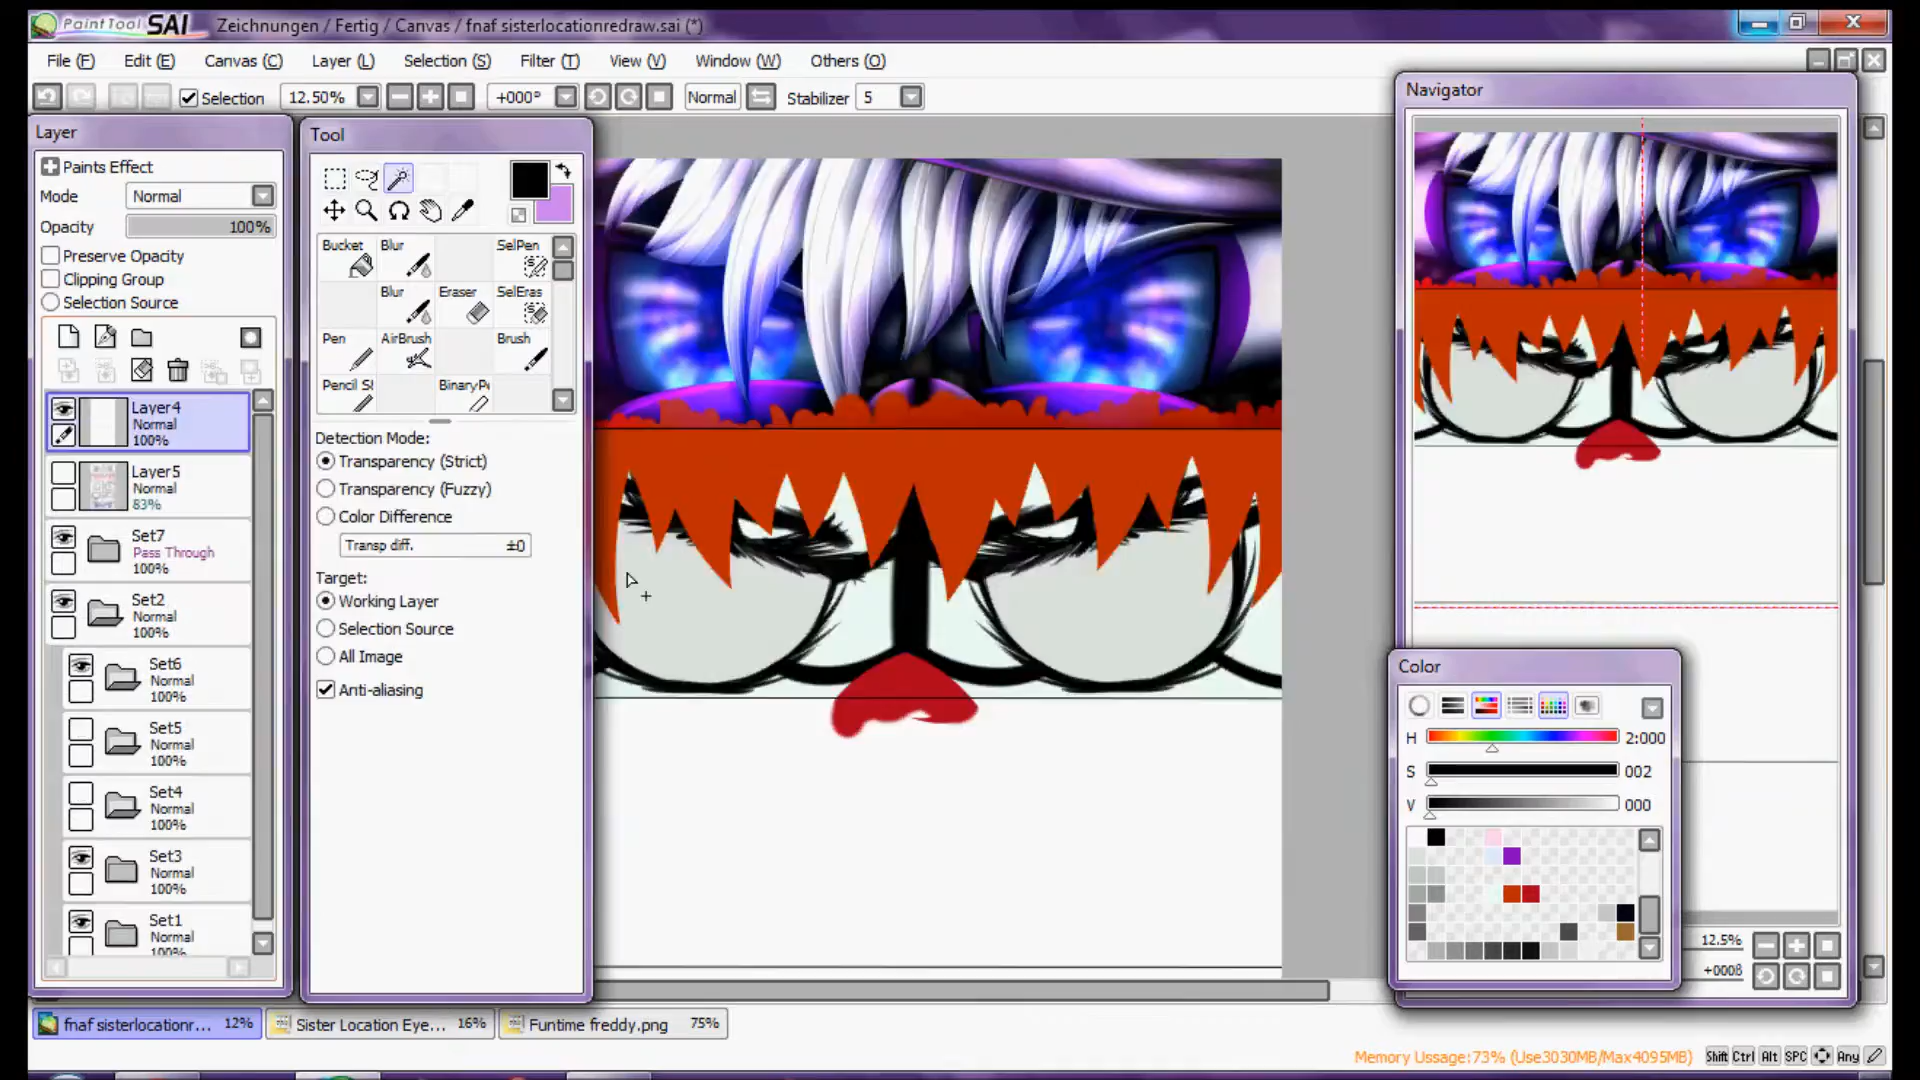 PaintTool SAI Zeichnungen / Fertig / Canvas / fnaf sisterlocationredraw.sai (*)
File (F) Edit (E) Canvas (C) Layer (L) Selection (S) Filter (T) View (V) Window (W) Others (O)
Selection 12.50% +000° Normal Stabilizer 5
Layer
Paints Effect
Mode Normal
Opacity 100%
Preserve Opacity
Clipping Group
Selection Source
Layer4
Normal
100%
Layer5
Normal
83%
Set7
Pass Through
100%
Set2
Normal
100%
Set6
Normal
100%
Set5
Normal
100%
Set4
Normal
100%
Set3
Normal
100%
Set1
Normal
Tool
Bucket Blur SelPen
Blur Eraser SelEras
Pen AirBrush Brush
Pencil BinaryPe
Detection Mode:
Transparency (Strict)
Transparency (Fuzzy)
Color Difference
Transp diff. ±0
Target:
Working Layer
Selection Source
All Image
Anti-aliasing
Navigator
Color
H 2:000
S 002
V 000
12.5%
+000ß
fnaf sisterlocationr... 12% Sister Location Eye... 16% Funtime freddy.png 75%
Memory Ussage:73% (Use3030MB/Max4095MB) Shift Ctrl Alt SPC Any